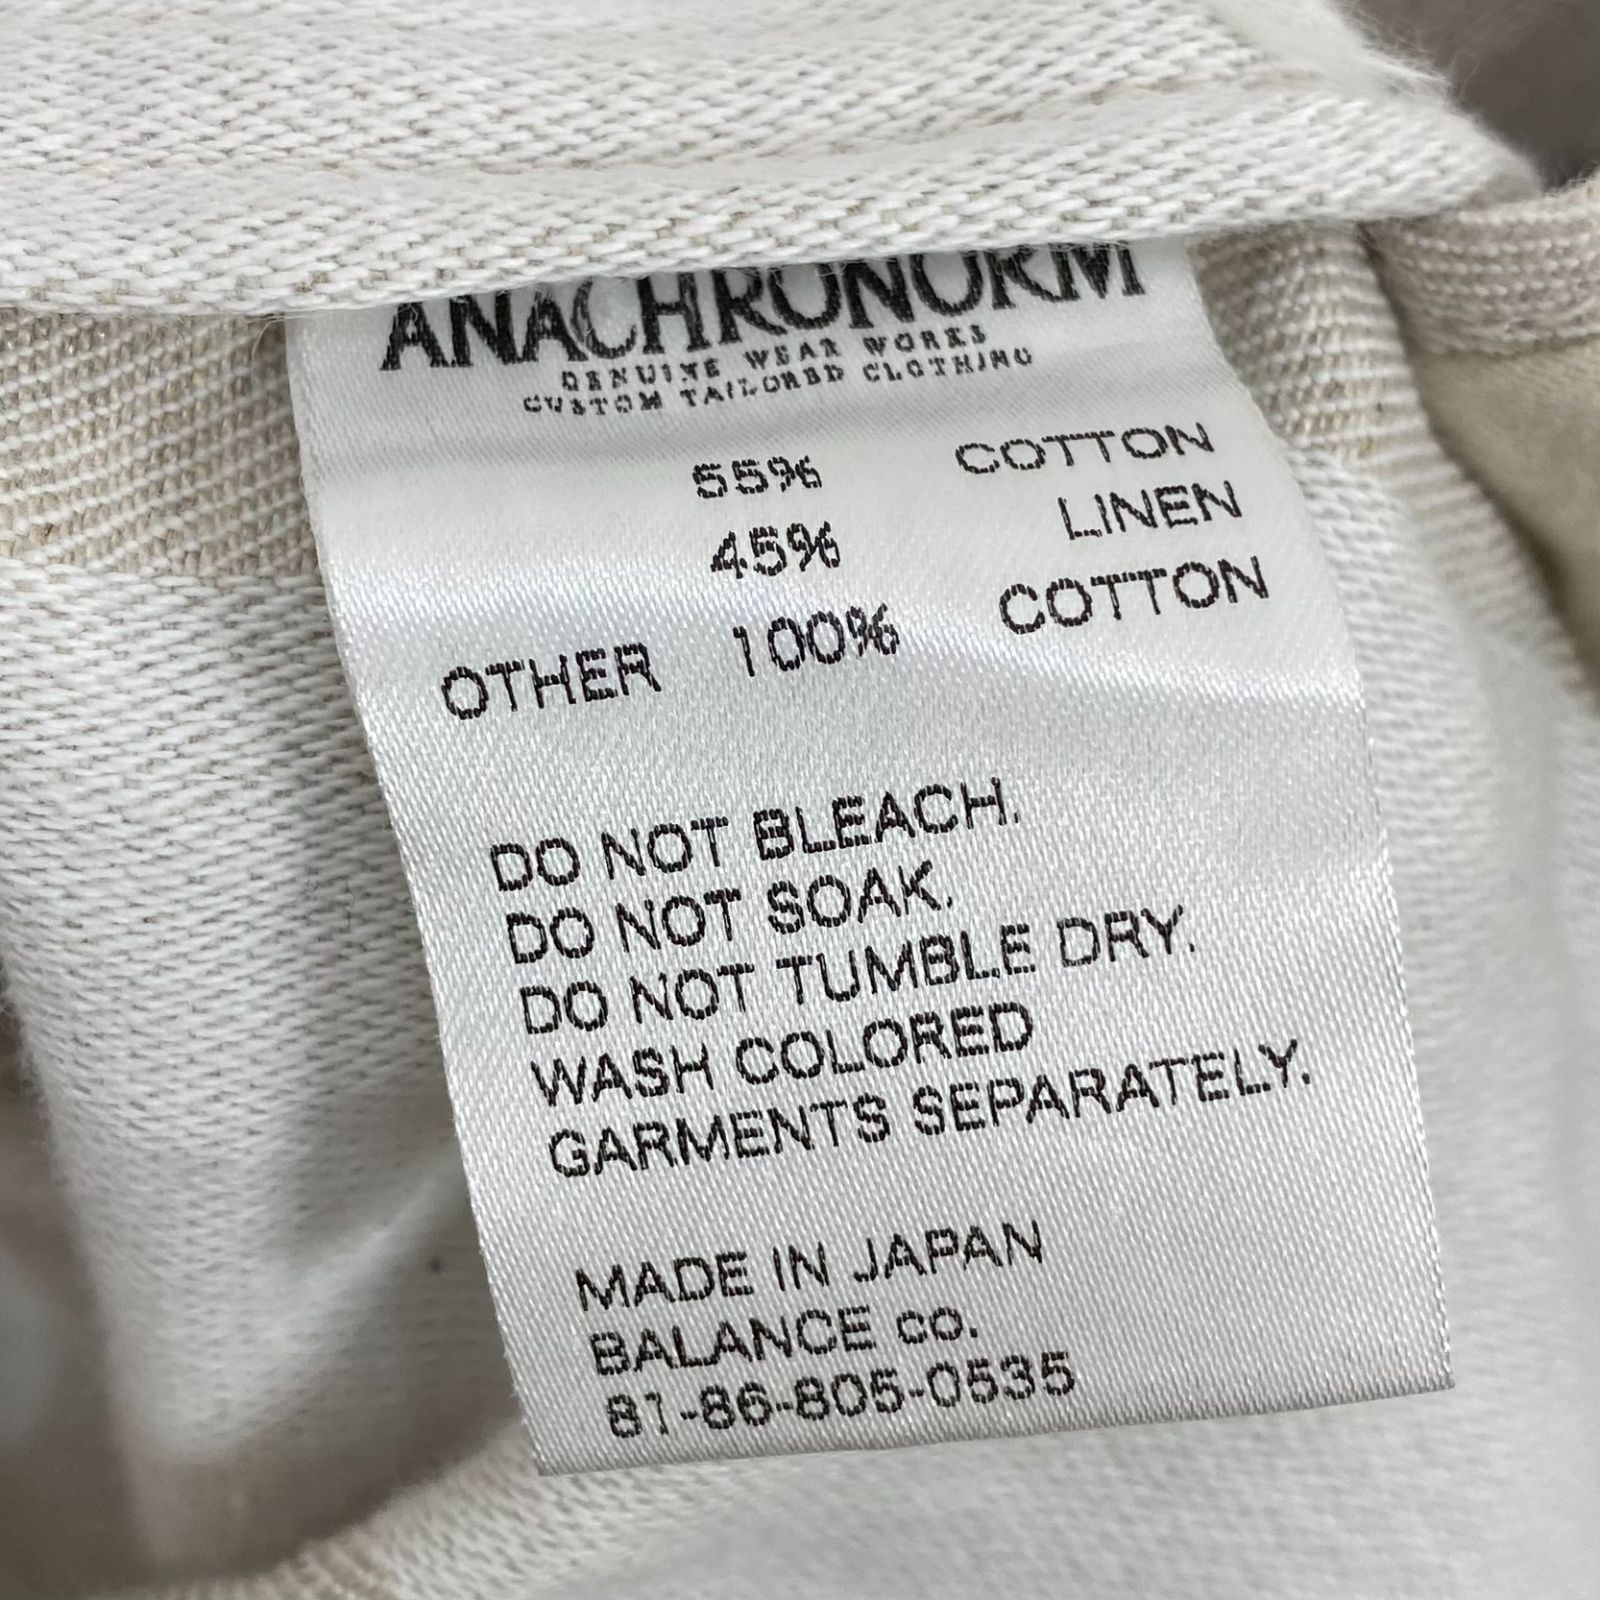 ANACHRONORM
GENUINE WEAR WORKS
CUSTOM TAILORED CLOTHING
55% COTTON
45% LINEN
OTHER 100% COTTON
DO NOT BLEACH.
DO NOT SOAK.
DO NOT TUMBLE DRY.
WASH COLORED
GARMENTS SEPARATELY.
MADE IN JAPAN
BALANCE co.
81-86-805-0535